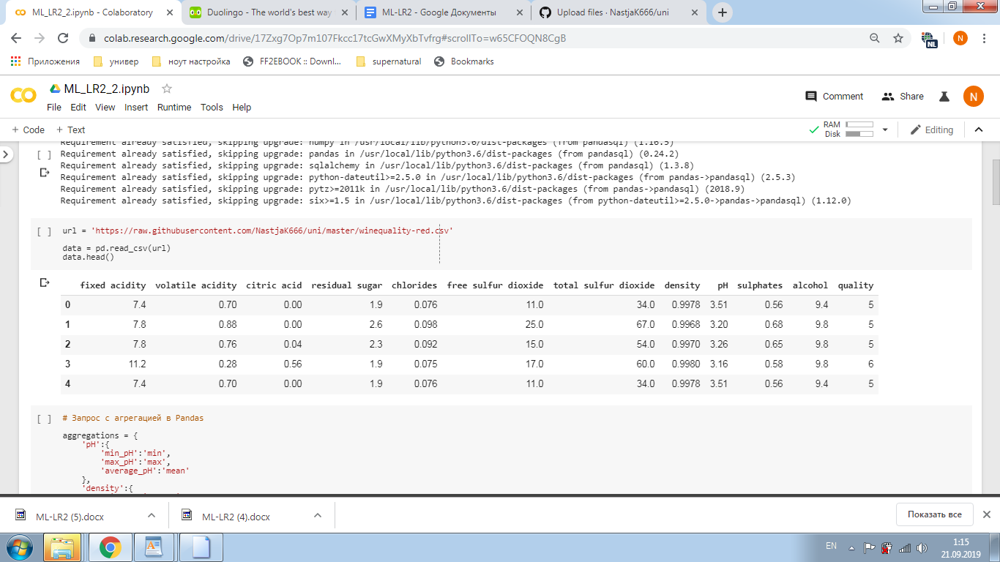 ML_LR2_2.ipynb - Colaboratory
Duolingo - The world's best way
ML-LR2 - Google Документы
Upload files · NastjaK666/uni
colab.research.google.com/drive/17Zxg7Op7m107Fkcc17tcGwXMyXbTvfrg#scrollTo=w65CFOQN8CgB
NL
N
Приложения
универ
ноут настройка
FF2EBOOK :: Downl...
supernatural
Bookmarks
ML_LR2_2.ipynb
File Edit View Insert Runtime Tools Help
Comment
Share
N
+ Code + Text
RAM
Disk
Editing
Requirement already satisfied, skipping upgrade: numpy in /usr/local/lib/python3.6/dist-packages (from pandasql) (1.16.5)
[ ] Requirement already satisfied, skipping upgrade: pandas in /usr/local/lib/python3.6/dist-packages (from pandasql) (0.24.2)
Requirement already satisfied, skipping upgrade: sqlalchemy in /usr/local/lib/python3.6/dist-packages (from pandasql) (1.3.8)
Requirement already satisfied, skipping upgrade: python-dateutil>=2.5.0 in /usr/local/lib/python3.6/dist-packages (from pandas->pandasql) (2.5.3)
Requirement already satisfied, skipping upgrade: pytz>=2011k in /usr/local/lib/python3.6/dist-packages (from pandas->pandasql) (2018.9)
Requirement already satisfied, skipping upgrade: six>=1.5 in /usr/local/lib/python3.6/dist-packages (from python-dateutil>=2.5.0->pandas->pandasql) (1.12.0)
[ ] url = 'https://raw.githubusercontent.com/NastjaK666/uni/master/winequality-red.csv'
data = pd.read_csv(url)
data.head()
fixed acidity volatile acidity citric acid residual sugar chlorides free sulfur dioxide total sulfur dioxide density pH sulphates alcohol quality
0 7.4 0.70 0.00 1.9 0.076 11.0 34.0 0.9978 3.51 0.56 9.4 5
1 7.8 0.88 0.00 2.6 0.098 25.0 67.0 0.9968 3.20 0.68 9.8 5
2 7.8 0.76 0.04 2.3 0.092 15.0 54.0 0.9970 3.26 0.65 9.8 5
3 11.2 0.28 0.56 1.9 0.075 17.0 60.0 0.9980 3.16 0.58 9.8 6
4 7.4 0.70 0.00 1.9 0.076 11.0 34.0 0.9978 3.51 0.56 9.4 5
[ ] # Запрос с агрегацией в Pandas
aggregations = {
'pH':{
'min_pH':'min',
'max_pH':'max',
'average_pH':'mean'
},
'density':{
ML-LR2 (5).docx
ML-LR2 (4).docx
Показать все
EN
1:15
21.09.2019